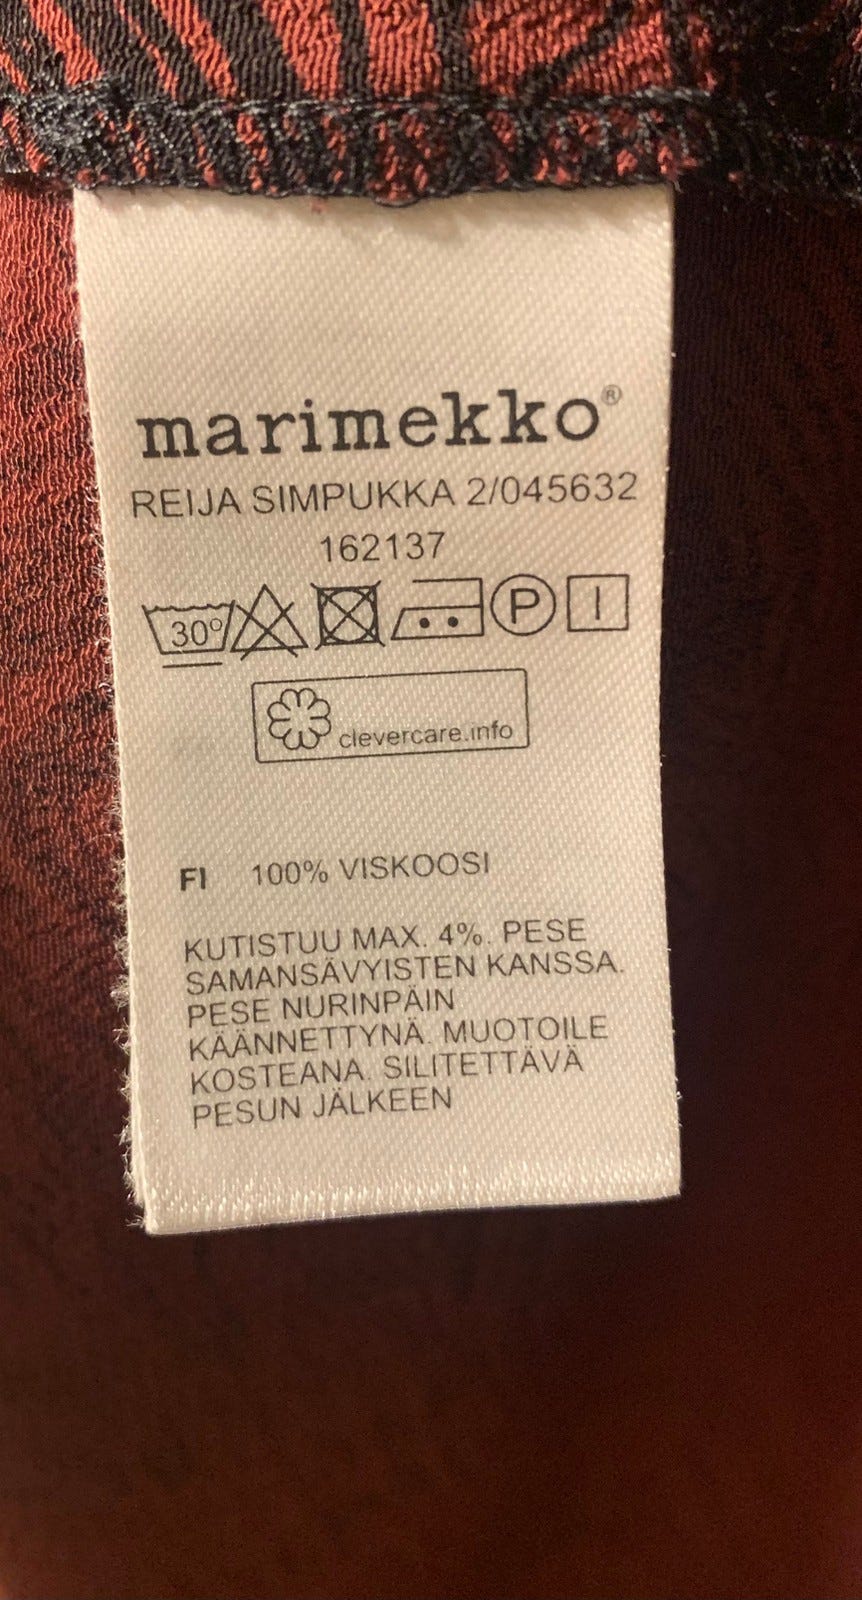 marimekko®
REIJA SIMPUKKA 2/045632
162137
30° P
clevercare.info
FI 100% VISKOOSI
KUTISTUU MAX. 4%. PESE
SAMANSÄVYISTEN KANSSA.
PESE NURINPÄIN
KÄÄNNETTYNÄ. MUOTOILE
KOSTEANA. SILITETTÄVÄ
PESUN JÄLKEEN